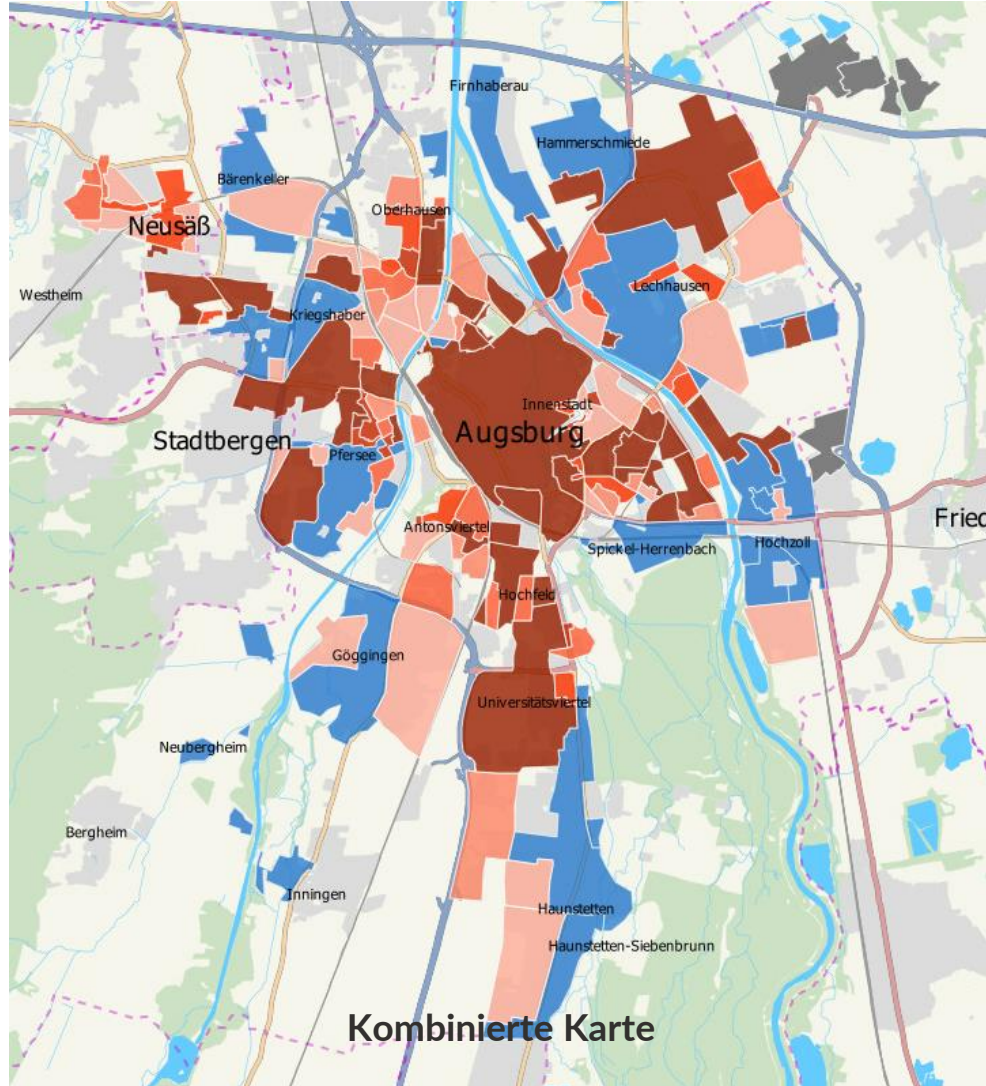 Firnhaberau
Hammerschmiede
Bärenkeller
Oberhausen
Neusäß
Westheim
Lechhausen
Kriegshaber
Innenstadt
Augsburg
Stadtbergen
Pfersee
Fried
Antonsviertel
Spickel-Herrenbach
Hochzoll
Hochfeld
Göggingen
Universitätsviertel
Neubergheim
Bergheim
Inningen
Haunstetten
Haunstetten-Siebenbrunn
Kombinierte Karte